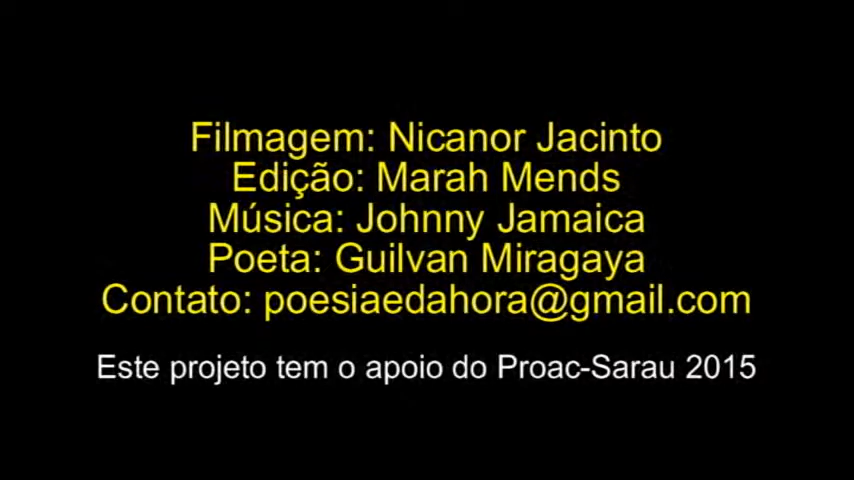 Filmagem: Nicanor Jacinto
Edição: Marah Mends
Música: Johnny Jamaica
Poeta: Guilvan Miragaya
Contato: poesiaedahora@gmail.com
Este projeto tem o apoio do Proac-Sarau 2015